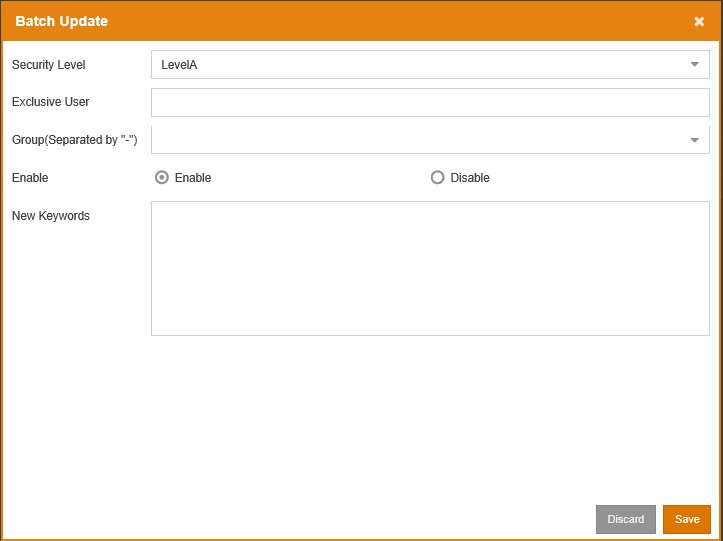 Batch Update
Security Level LevelA
Exclusive User
Group(Separated by "-")
Enable Enable Disable
New Keywords
Discard Save